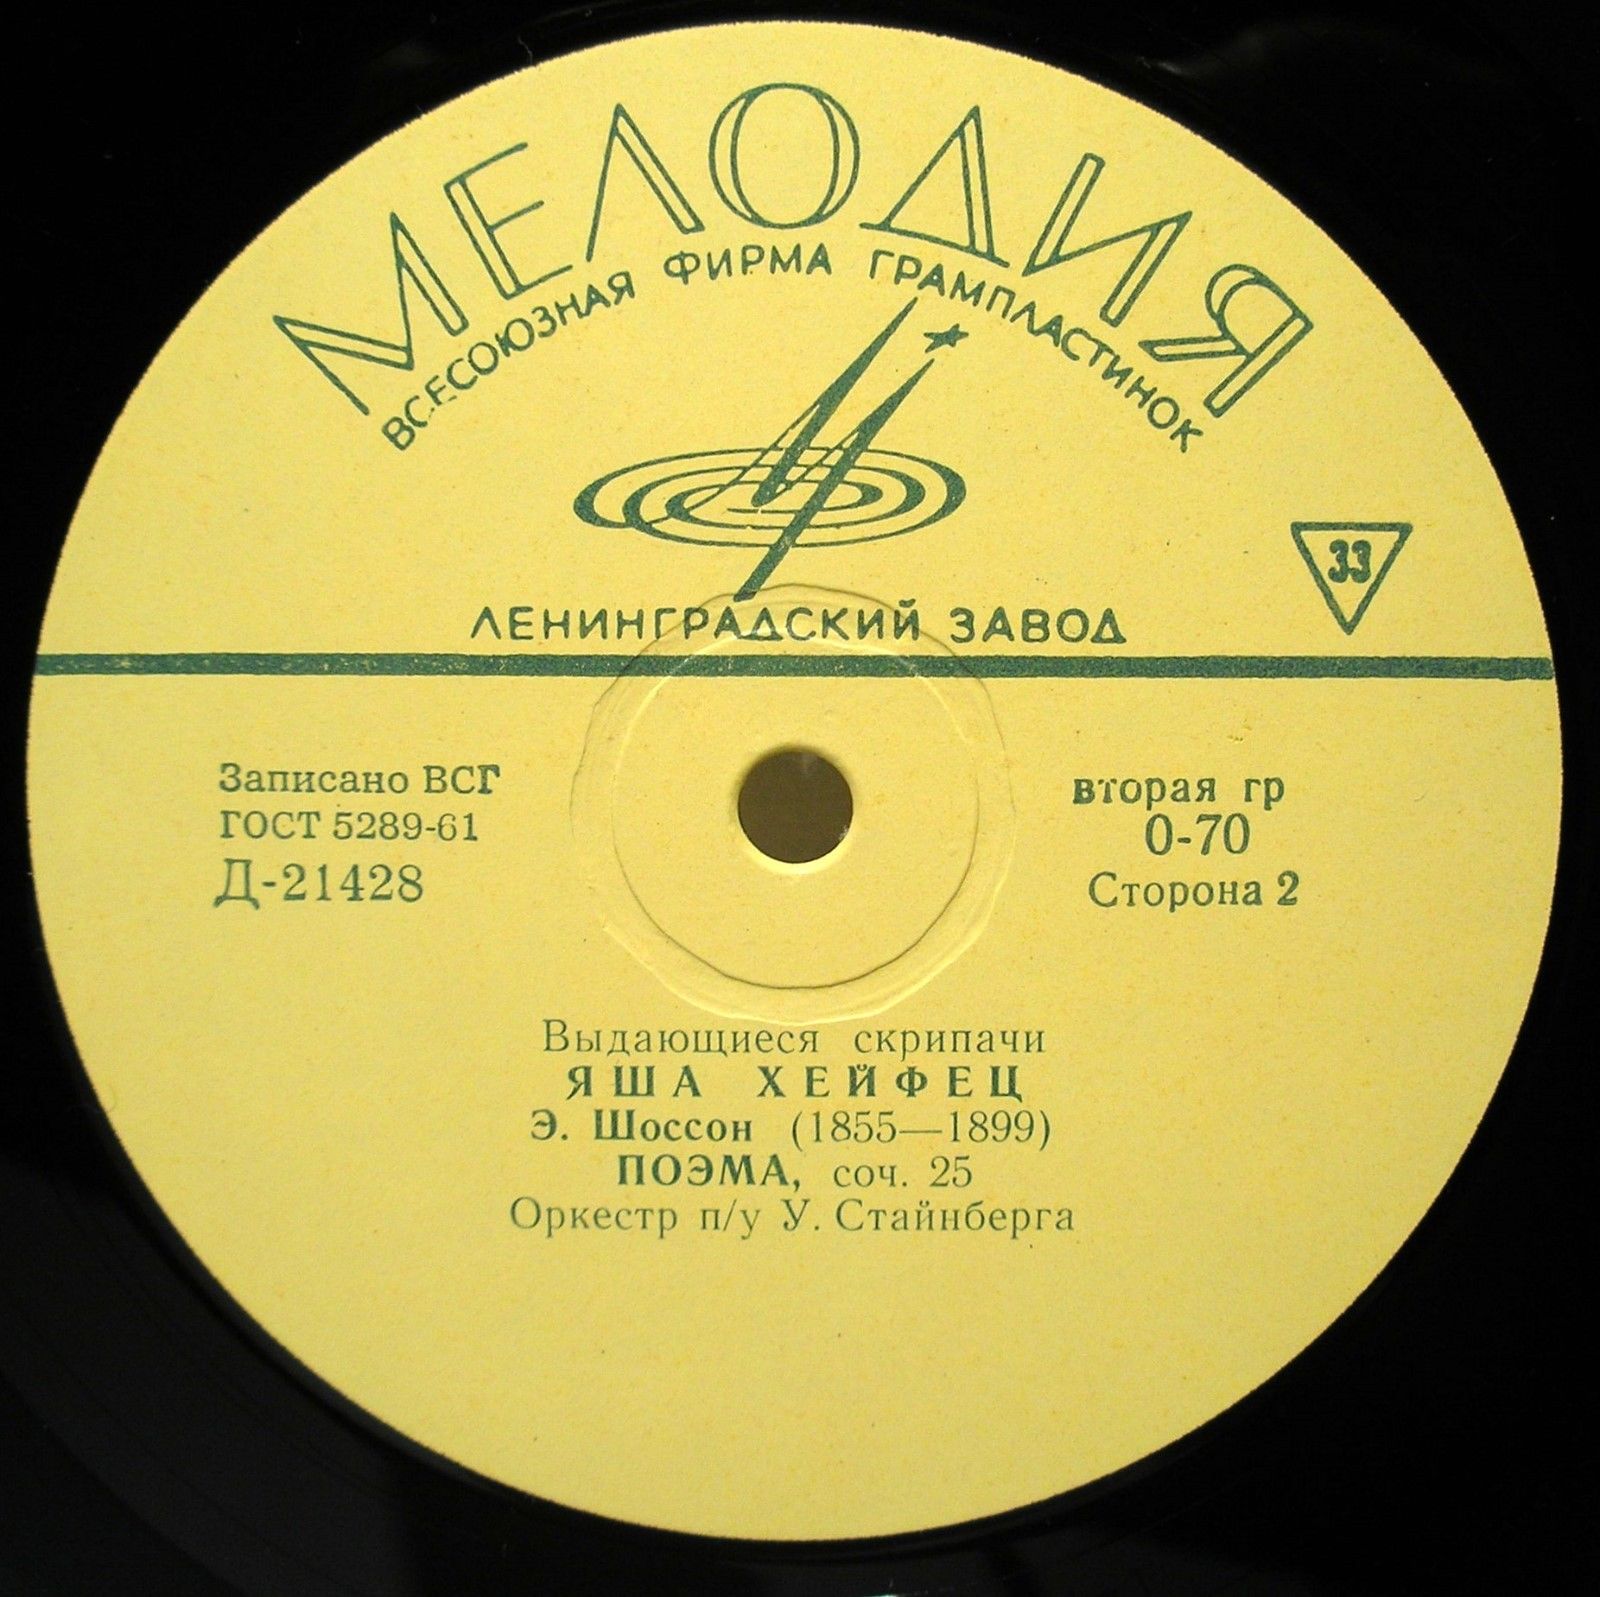 МЕЛОДИЯ
ВСЕСОЮЗНАЯ ФИРМА ГРАМПЛАСТИНОК
33
ЛЕНИНГРАДСКИЙ ЗАВОД
Записано ВСГ
ГОСТ 5289-61
Д-21428
вторая гр
0-70
Сторона 2
Выдающиеся скрипачи
ЯША ХЕЙФЕЦ
Э. Шоссон (1855—1899)
ПОЭМА, соч. 25
Оркестр п/у У. Стайнберга